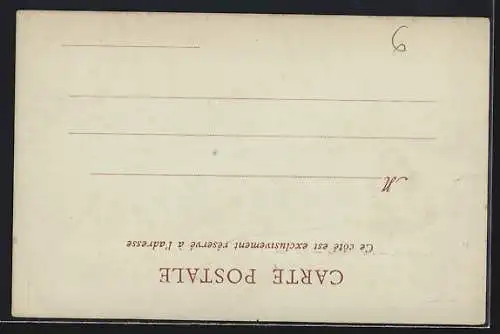 CARTE POSTALE
Ce côté est exclusivement réservé à l'adresse
M